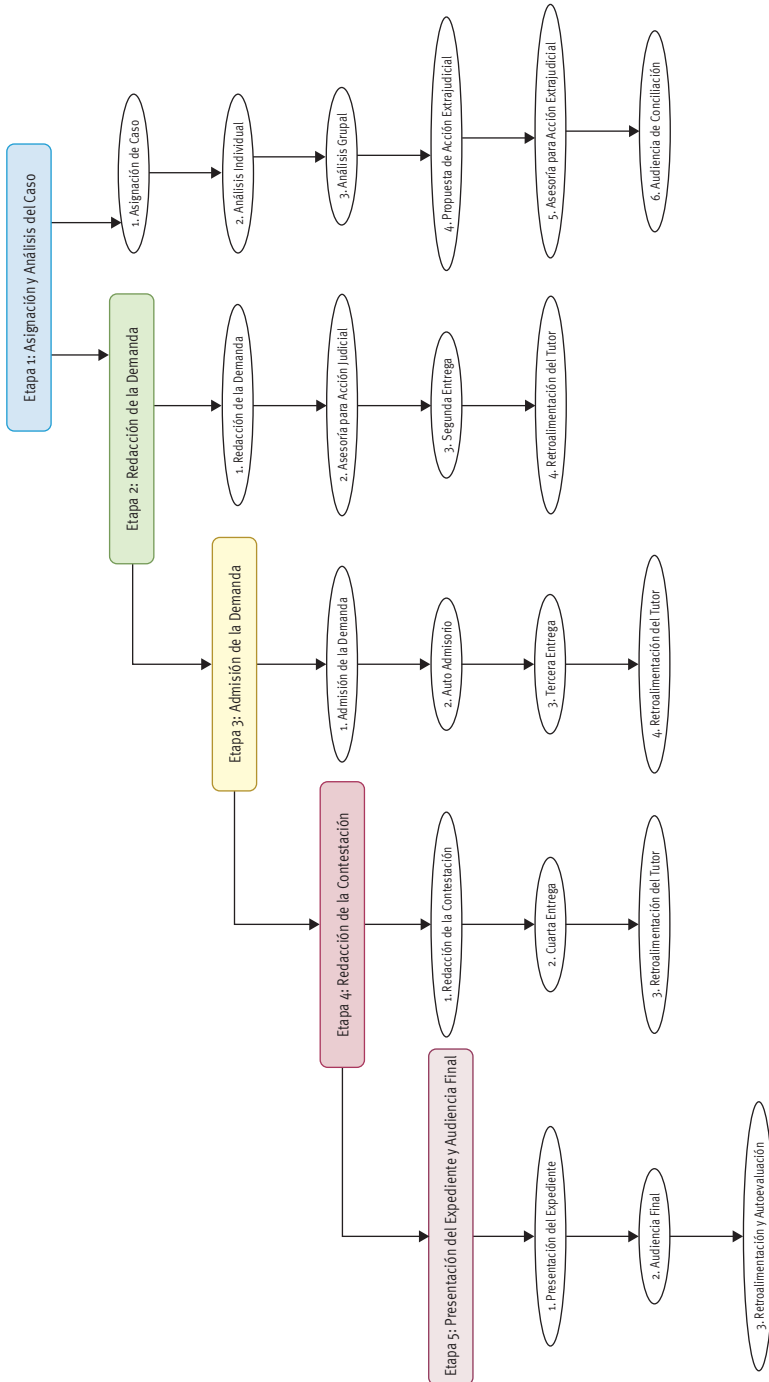 Etapa 1: Asignación y Análisis del Caso
1. Asignación de Caso
2. Análisis Individual
3. Análisis Grupal
4. Propuesta de Acción Extrajudicial
5. Asesoría para Acción Extrajudicial
6. Audiencia de Conciliación
Etapa 2: Redacción de la Demanda
1. Redacción de la Demanda
2. Asesoría para Acción Judicial
3. Segunda Entrega
4. Retroalimentación del Tutor
Etapa 3: Admisión de la Demanda
1. Admisión de la Demanda
2. Auto Admisorio
3. Tercera Entrega
4. Retroalimentación del Tutor
Etapa 4: Redacción de la Contestación
1. Redacción de la Contestación
2. Cuarta Entrega
3. Retroalimentación del Tutor
Etapa 5: Presentación del Expediente y Audiencia Final
1. Presentación del Expediente
2. Audiencia Final
3. Retroalimentación y Autoevaluación